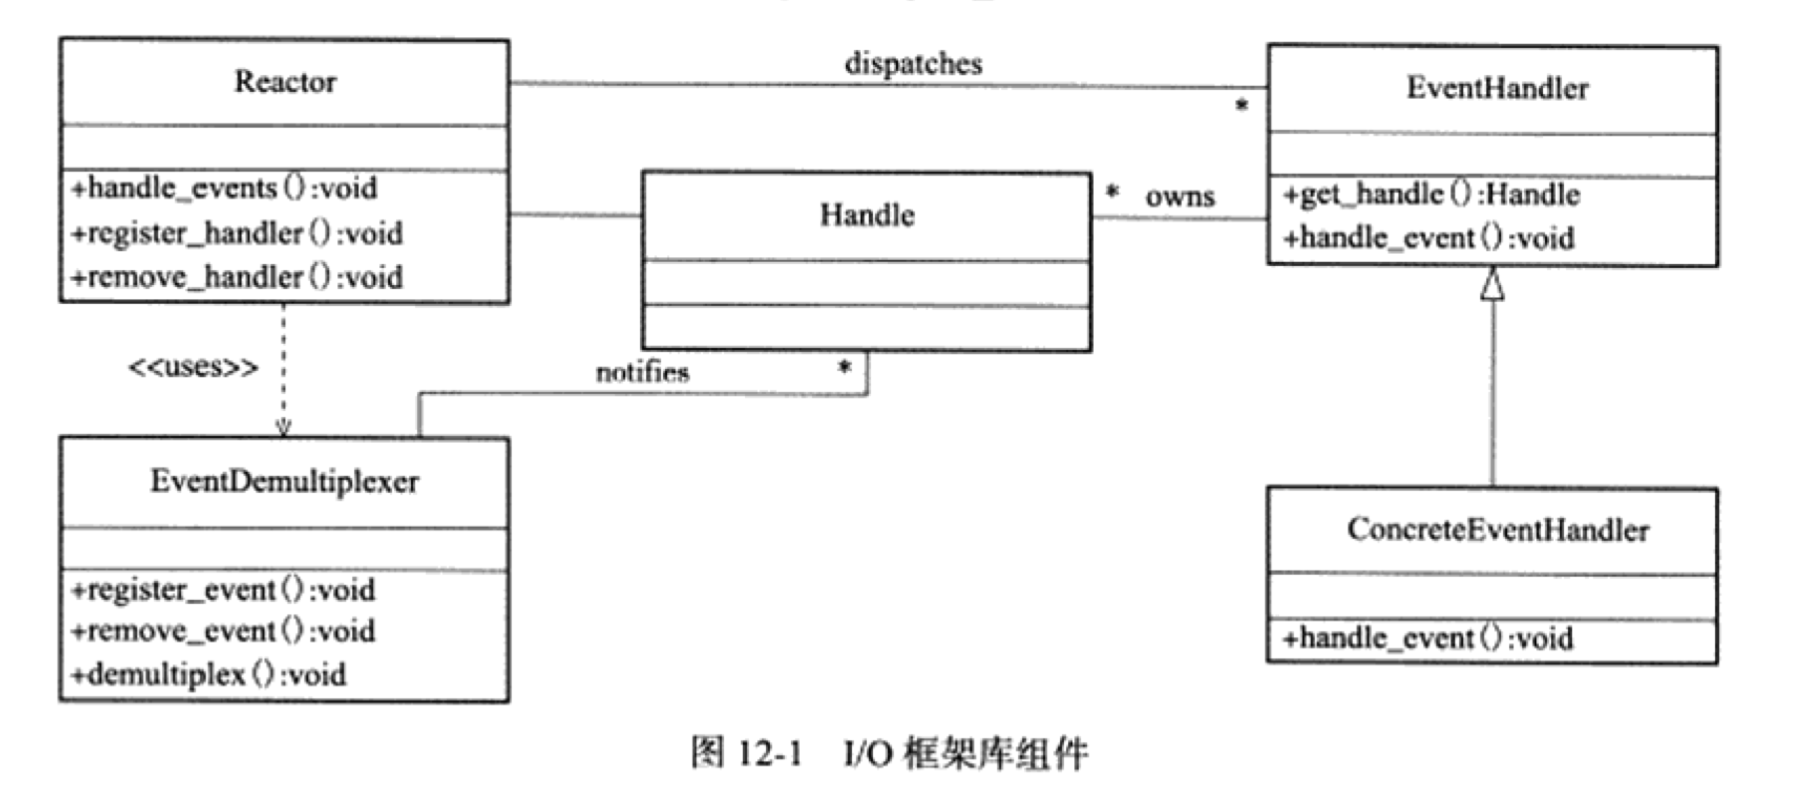 dispatches
Reactor
EventHandler
*
+handle_events():void
+register_handler():void
+remove_handler():void
Handle
* owns
+get_handle():Handle
+handle_event():void
<<uses>>
notifies *
EventDemultiplexer
+register_event():void
+remove_event():void
+demultiplex():void
ConcreteEventHandler
+handle_event():void
图 12-1 I/O 框架库组件